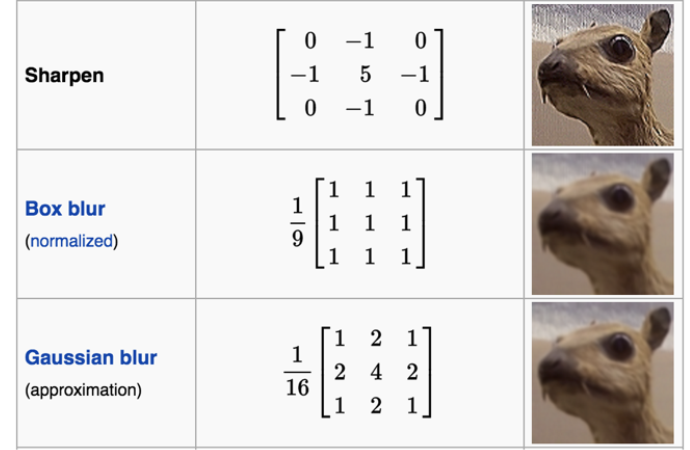 Sharpen
0 −1 0
−1 5 −1
0 −1 0
Box blur
(normalized)
1
9
1 1 1
1 1 1
1 1 1
Gaussian blur
(approximation)
1
16
1 2 1
2 4 2
1 2 1